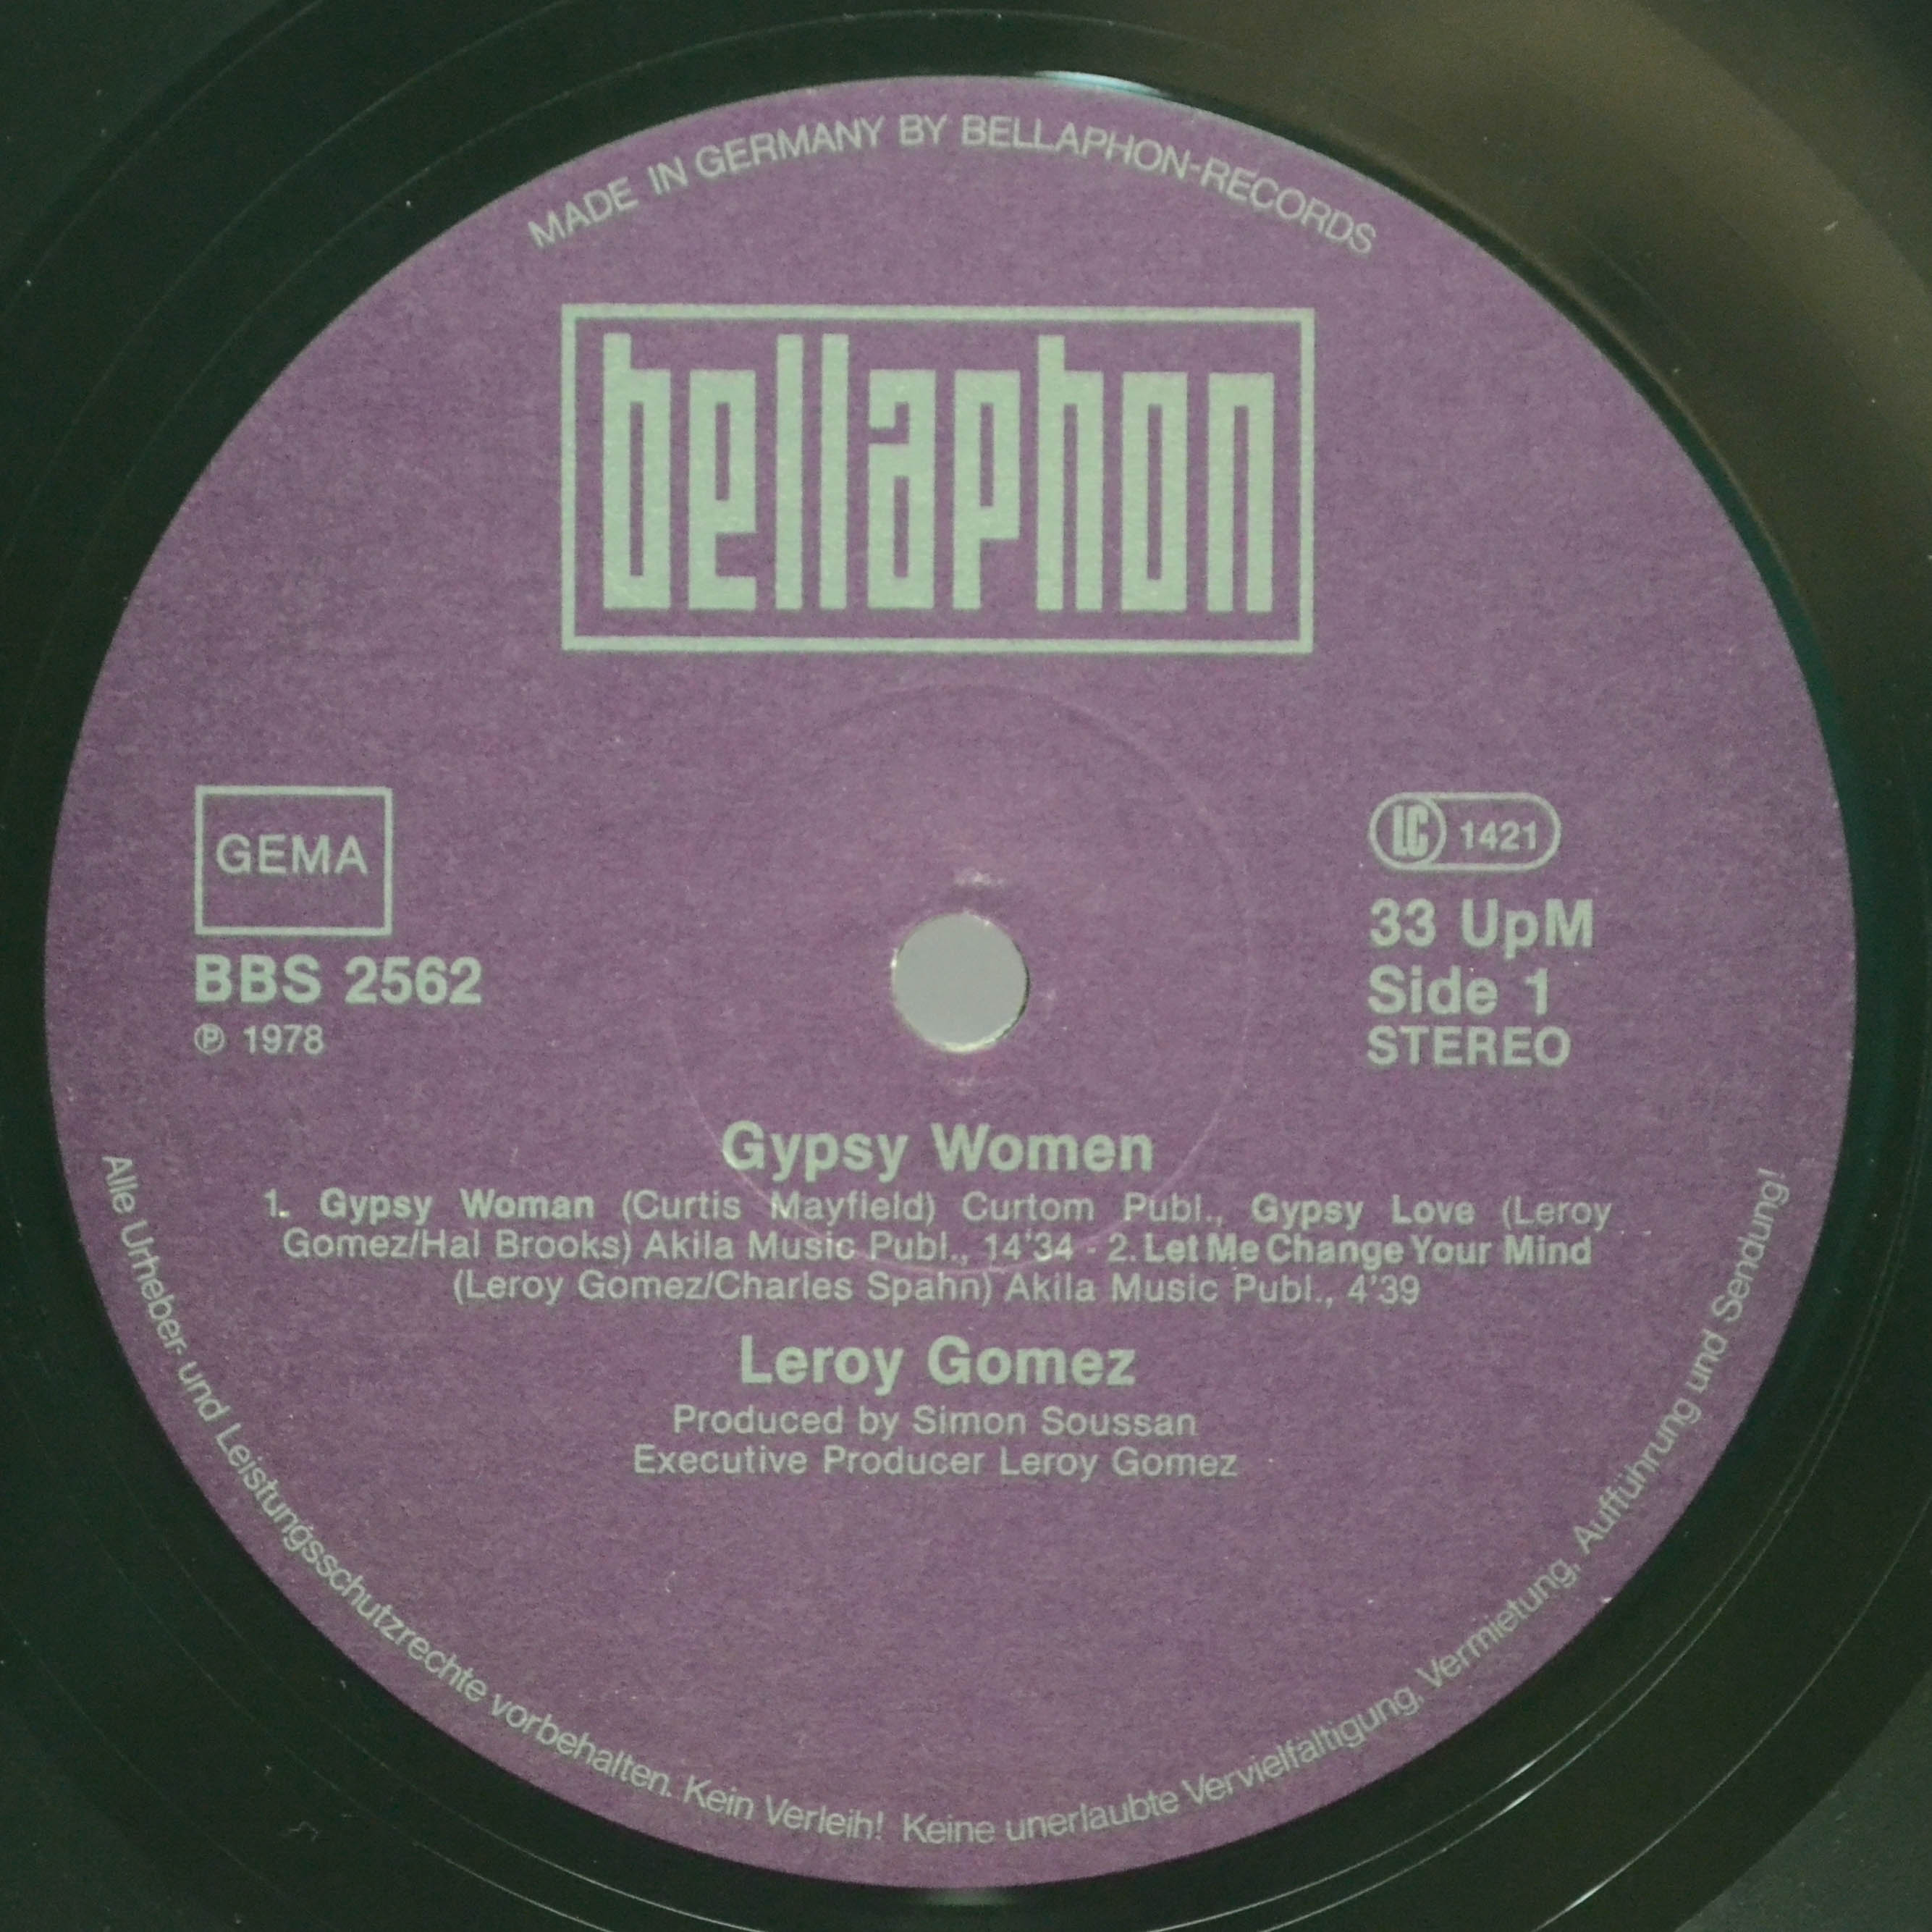 MADE IN GERMANY BY BELLAPHON-RECORDS
bellaphon
GEMA
BBS 2562
℗ 1978
LC 1421
33 UpM
Side 1
STEREO
Gypsy Women
1. Gypsy Woman (Curtis Mayfield) Curtom Publ., Gypsy Love (Leroy
Gomez/Hal Brooks) Akila Music Publ., 14'34 - 2. Let Me Change Your Mind
(Leroy Gomez/Charles Spahn) Akila Music Publ., 4'39
Leroy Gomez
Produced by Simon Soussan
Executive Producer Leroy Gomez
Alle Urheber- und Leistungsschutzrechte vorbehalten. Kein Verleih! Keine unerlaubte Vervielfältigung, Vermietung, Aufführung und Sendung!